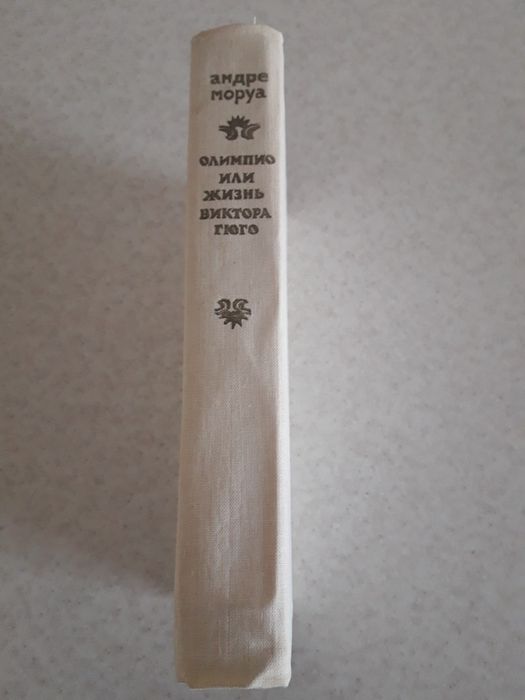 андре
моруа
ОЛИМПИО
ИЛИ
ЖИЗНЬ
ВИКТОРА
ГЮГО